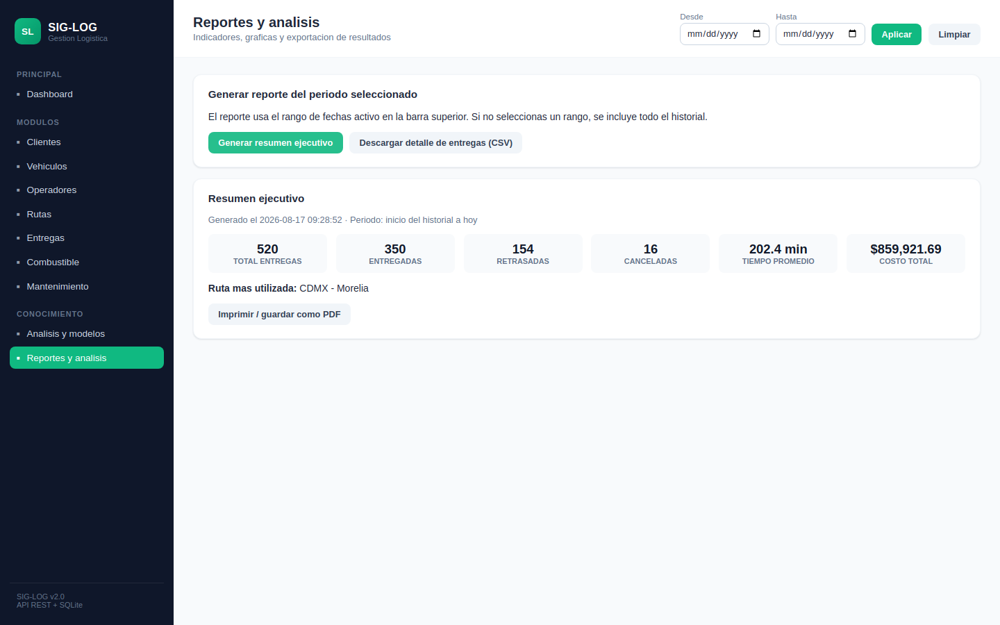 SL
SIG-LOG
Gestion Logistica
PRINCIPAL
Dashboard
MODULOS
Clientes
Vehiculos
Operadores
Rutas
Entregas
Combustible
Mantenimiento
CONOCIMIENTO
Analisis y modelos
Reportes y analisis
SIG-LOG v2.0
API REST + SQLite
Reportes y analisis
Indicadores, graficas y exportacion de resultados
Desde
mm/dd/yyyy
Hasta
mm/dd/yyyy
Aplicar
Limpiar
Generar reporte del periodo seleccionado
El reporte usa el rango de fechas activo en la barra superior. Si no seleccionas un rango, se incluye todo el historial.
Generar resumen ejecutivo
Descargar detalle de entregas (CSV)
Resumen ejecutivo
Generado el 2026-08-17 09:28:52 · Periodo: inicio del historial a hoy
520
TOTAL ENTREGAS
350
ENTREGADAS
154
RETRASADAS
16
CANCELADAS
202.4 min
TIEMPO PROMEDIO
$859,921.69
COSTO TOTAL
Ruta mas utilizada: CDMX - Morelia
Imprimir / guardar como PDF